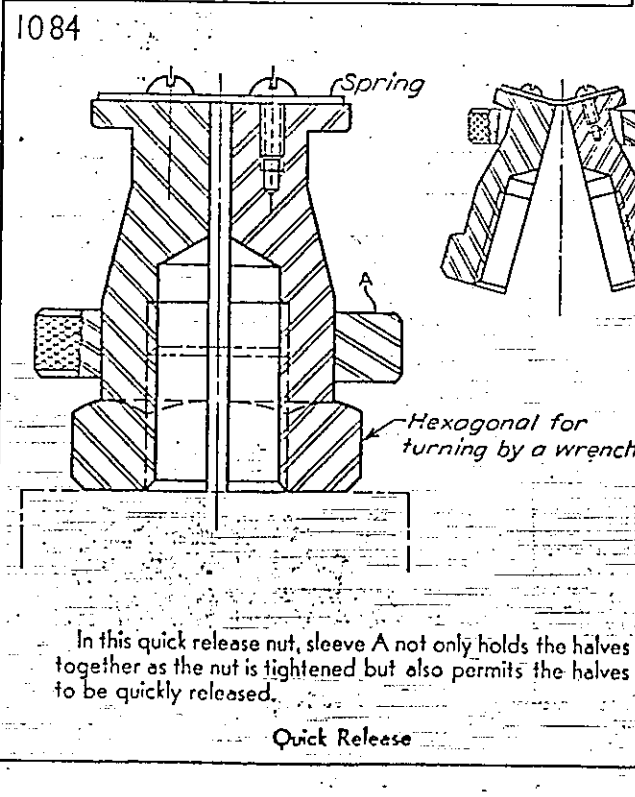 1084
Spring
A
Hexagonal for
turning by a wrench
In this quick release nut, sleeve A not only holds the halves
together as the nut is tightened but also permits the halves
to be quickly released.
Quick Release